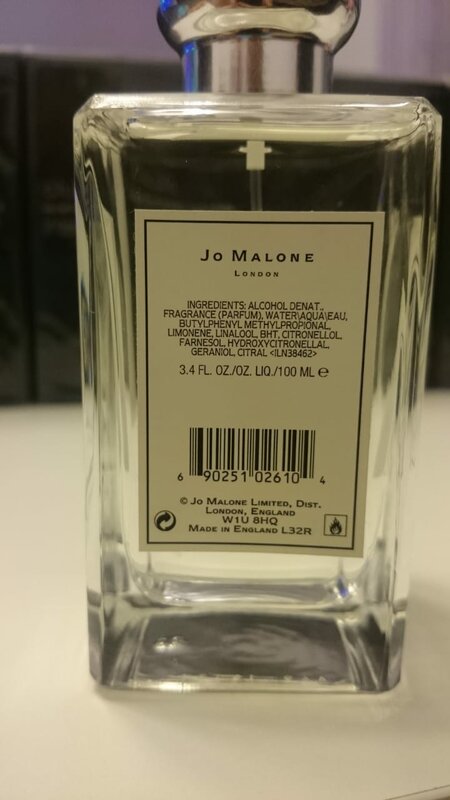 JO MALONE
LONDON
INGREDIENTS: ALCOHOL DENAT.,
FRAGRANCE (PARFUM), WATER\AQUA\EAU,
BUTYLPHENYL METHYLPROPIONAL,
LIMONENE, LINALOOL, BHT, CITRONELLOL,
FARNESOL, HYDROXYCITRONELLAL,
GERANIOL, CITRAL <ILN38462>
3.4 FL. OZ./OZ. LIQ./100 ML ℮
6 90251 02610 4
© JO MALONE LIMITED, DIST.
LONDON, ENGLAND
W1U 8HQ
MADE IN ENGLAND L32R